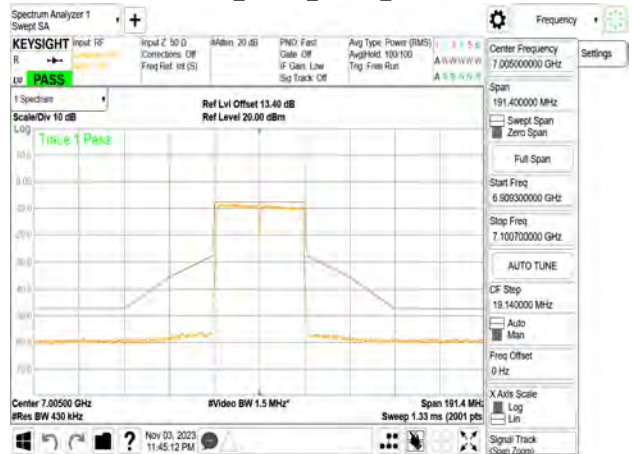 Spectrum Analyzer 1
Swept SA
+
Frequency
KEYSIGHT
Input: RF
R
PASS
Input Z: 50 Ω
Corrections: Off
Freq Ref: Int (S)
#Atten: 20 dB
PNO: Fast
Gate: Off
IF Gain: Low
Sig Track: Off
Avg Type: Power (RMS)
Avg|Hold: 100/100
Trig: Free Run
1 Spectrum
Scale/Div 10 dB
Ref Lvl Offset 13.40 dB
Ref Level 20.00 dBm
Log
Trace 1 Pass
Center 7.00500 GHz
#Res BW 430 kHz
#Video BW 1.5 MHz*
Span 191.4 MHz
Sweep 1.33 ms (2001 pts
Center Frequency
7.005000000 GHz
Settings
Span
191.400000 MHz
Swept Span
Zero Span
Full Span
Start Freq
6.909300000 GHz
Stop Freq
7.100700000 GHz
AUTO TUNE
CF Step
19.140000 MHz
Auto
Man
Freq Offset
0 Hz
X Axis Scale
Log
Lin
Signal Track
(Span Zoom)
?
Nov 03, 2023
11:45:12 PM